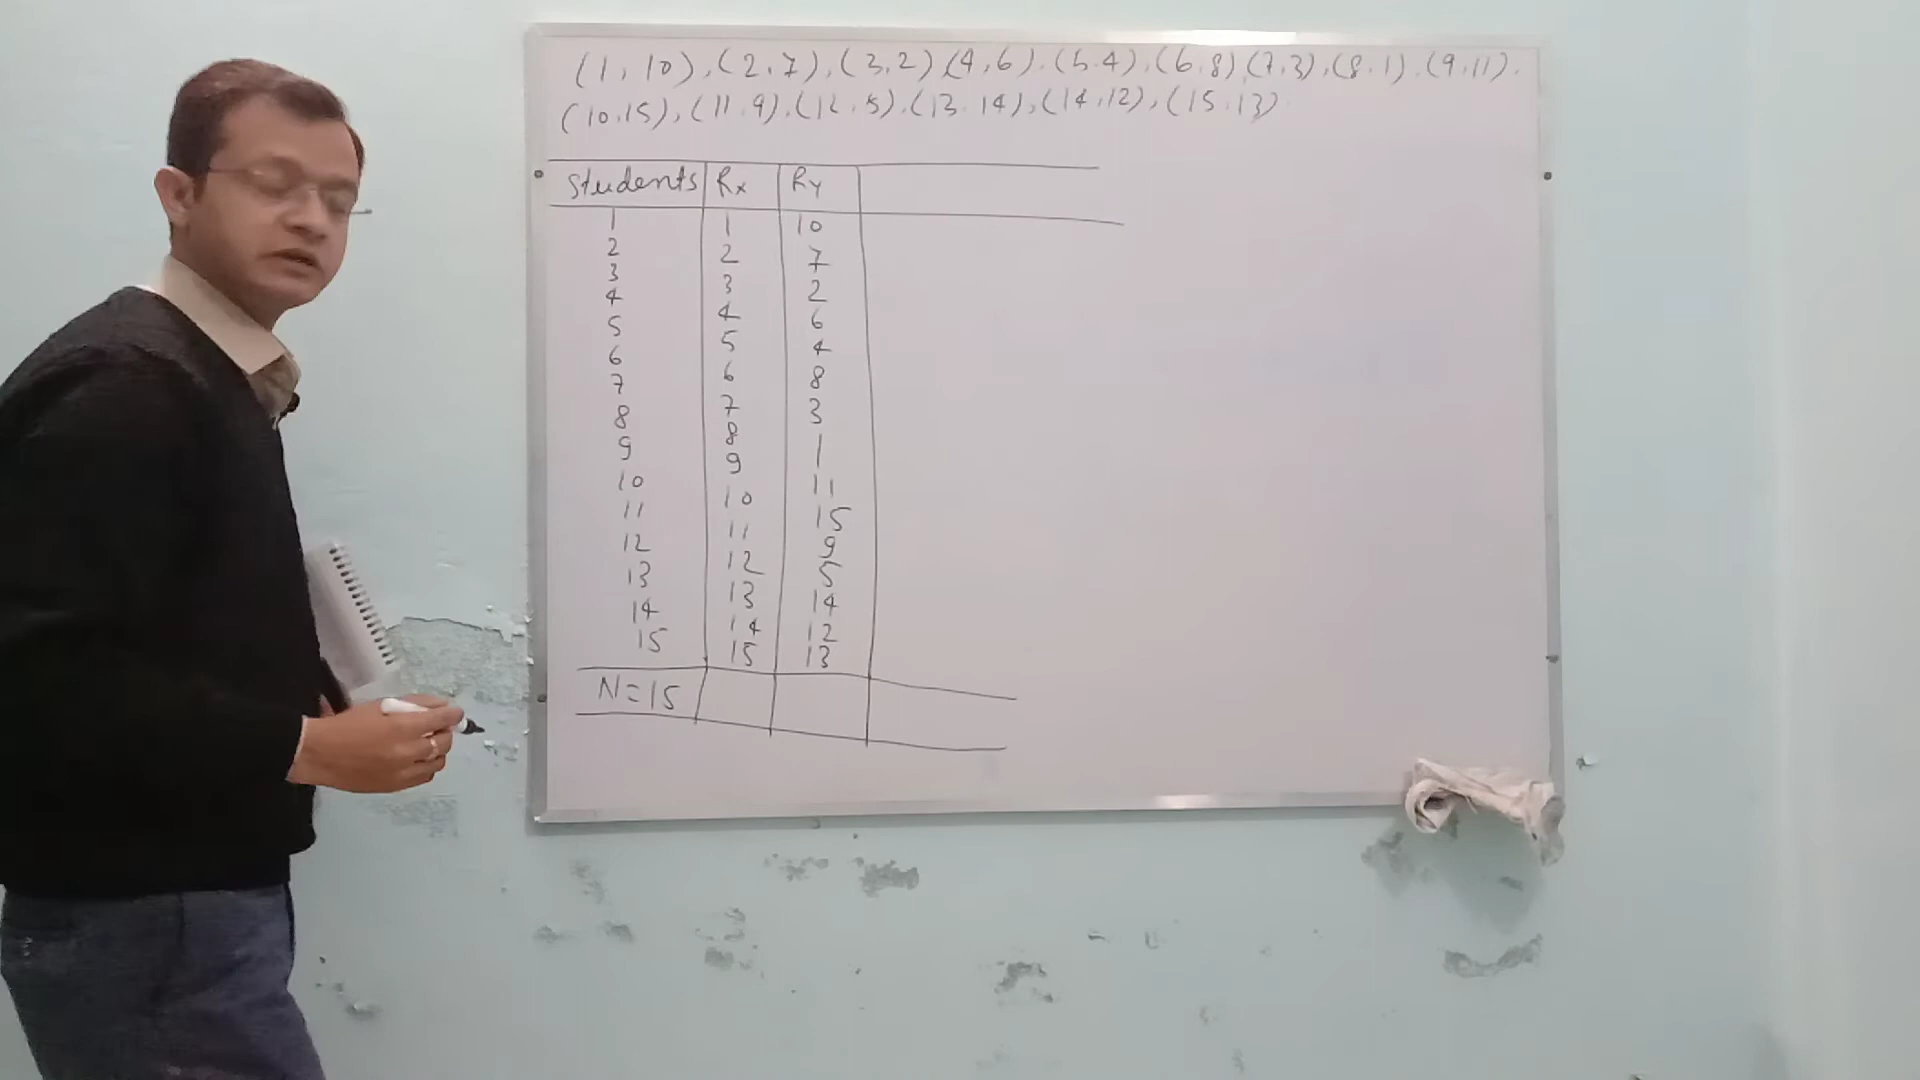 (1, 10), (2,7), (3,2) (4,6), (5,4), (6,8) (7,3), (8,1), (9,11),
(10,15), (11,9), (12,5), (13,14), (14,12), (15,13)
Students Rx Ry
1 1 10
2 2 7
3 3 2
4 4 6
5 5 4
6 6 8
7 7 3
8 8 1
9 9 11
10 10 15
11 11 9
12 12 5
13 13 14
14 14 12
15 15 13
N=15